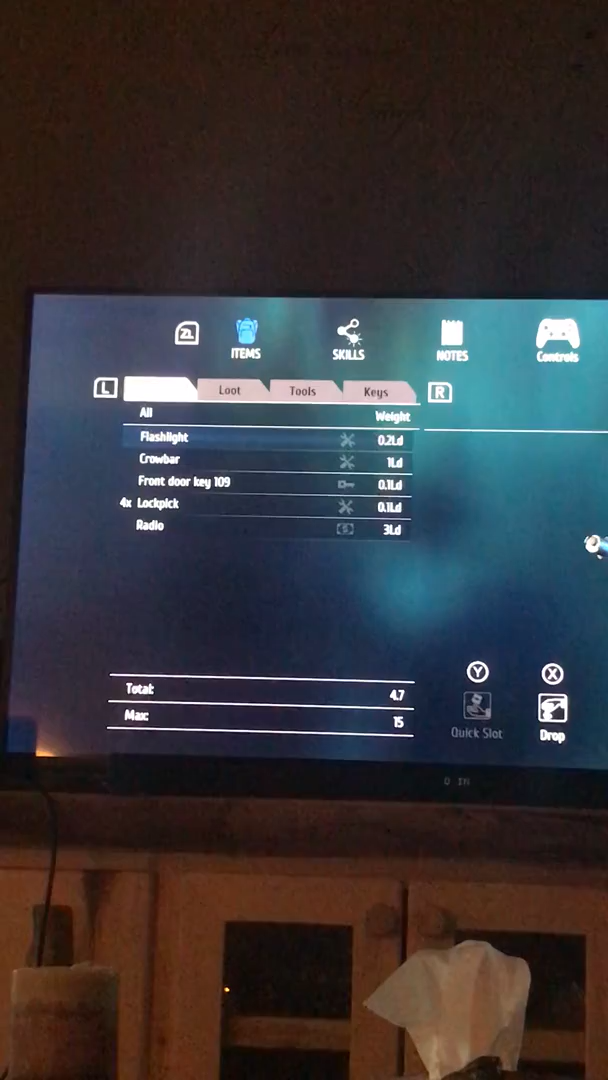 ZL ITEMS SKILLS NOTES Controls
L Loot Tools Keys R
All Weight
Flashlight 0.2Ld
Crowbar 1Ld
Front door key 109 0.1Ld
4x Lockpick 0.1Ld
Radio 3Ld
Total: 4.7
Max: 15
Y X
Quick Slot Drop